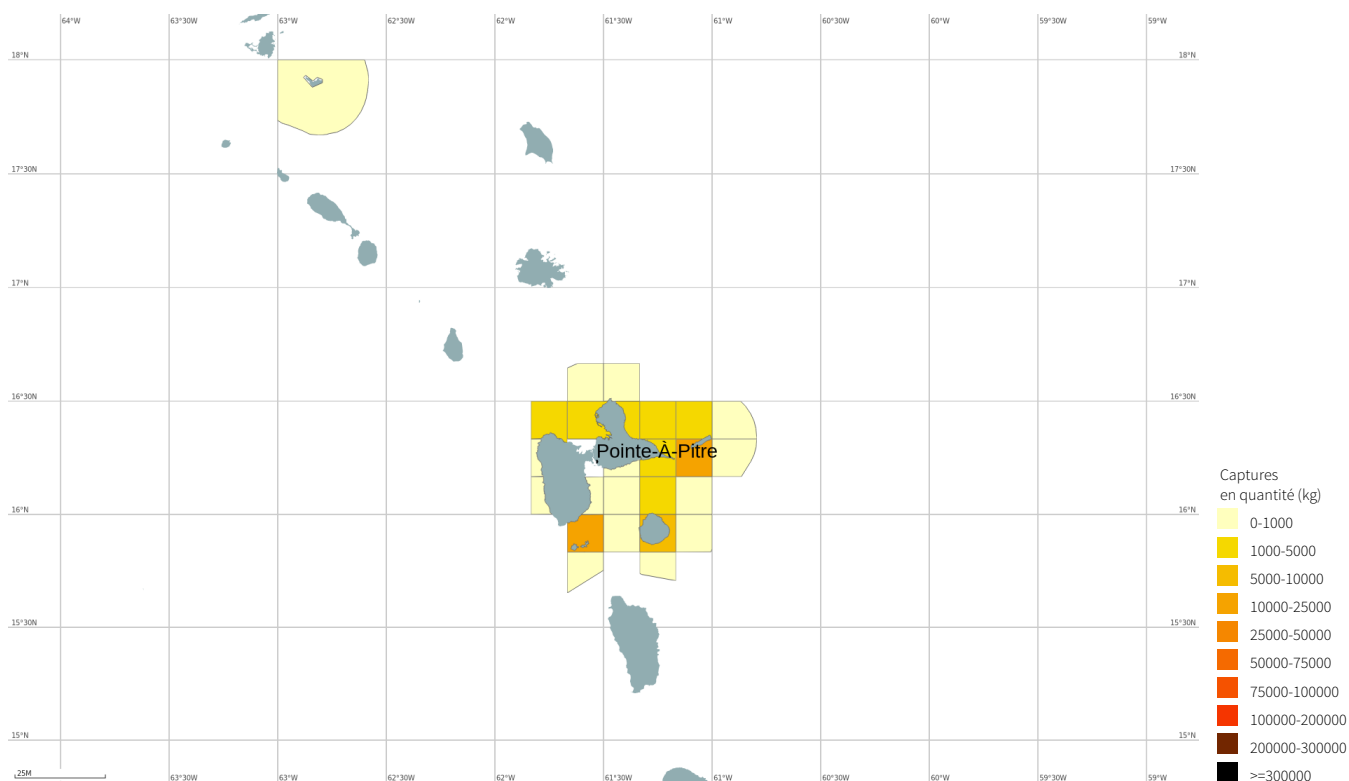 64°W 63°30W 63°W 62°30W 62°W 61°30W 61°W 60°30W 60°W 59°30W 59°W
18°N 18°N
17°30N 17°30N
17°N 17°N
16°30N 16°30N
Pointe-À-Pitre
16°N 16°N
15°30N 15°30N
15°N 15°N
25M
63°30W 63°W 62°30W 62°W 61°30W 61°W 60°30W 60°W 59°30W 59°W
Captures
en quantité (kg)
0-1000
1000-5000
5000-10000
10000-25000
25000-50000
50000-75000
75000-100000
100000-200000
200000-300000
>=300000